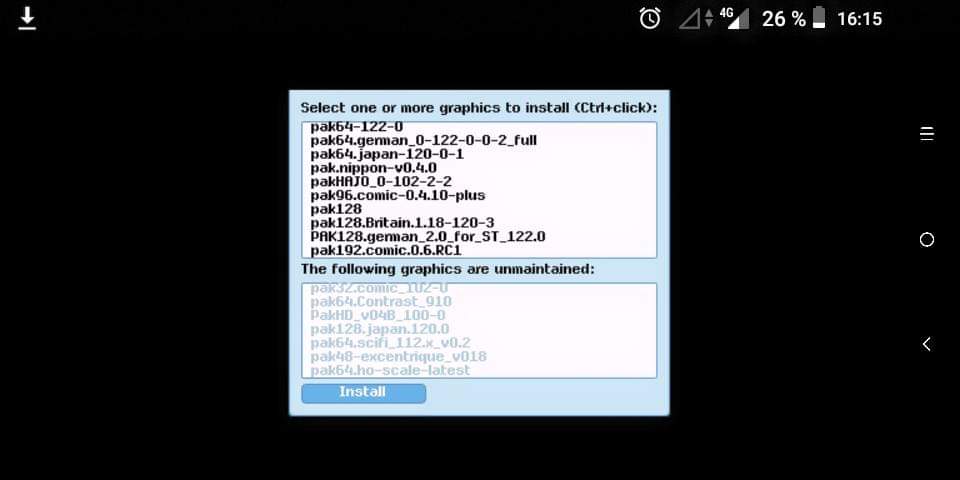 4G 26 % 16:15
Select one or more graphics to install (Ctrl+click):
pak64-122-0
pak64.german_0-122-0-0-2_full
pak64.japan-120-0-1
pak.nippon-v0.4.0
pakHAJO_0-102-2-2
pak96.comic-0.4.10-plus
pak128
pak128.Britain.1.18-120-3
PAK128.german_2.0_for_ST_122.0
pak192.comic.0.6.RC1
The following graphics are unmaintained:
pak32.comic_102-0
pak64.Contrast_910
PakHD_v04B_100-0
pak128.japan.120.0
pak64.scifi_112.x_v0.2
pak48-excentrique_v018
pak64.ho-scale-latest
Install